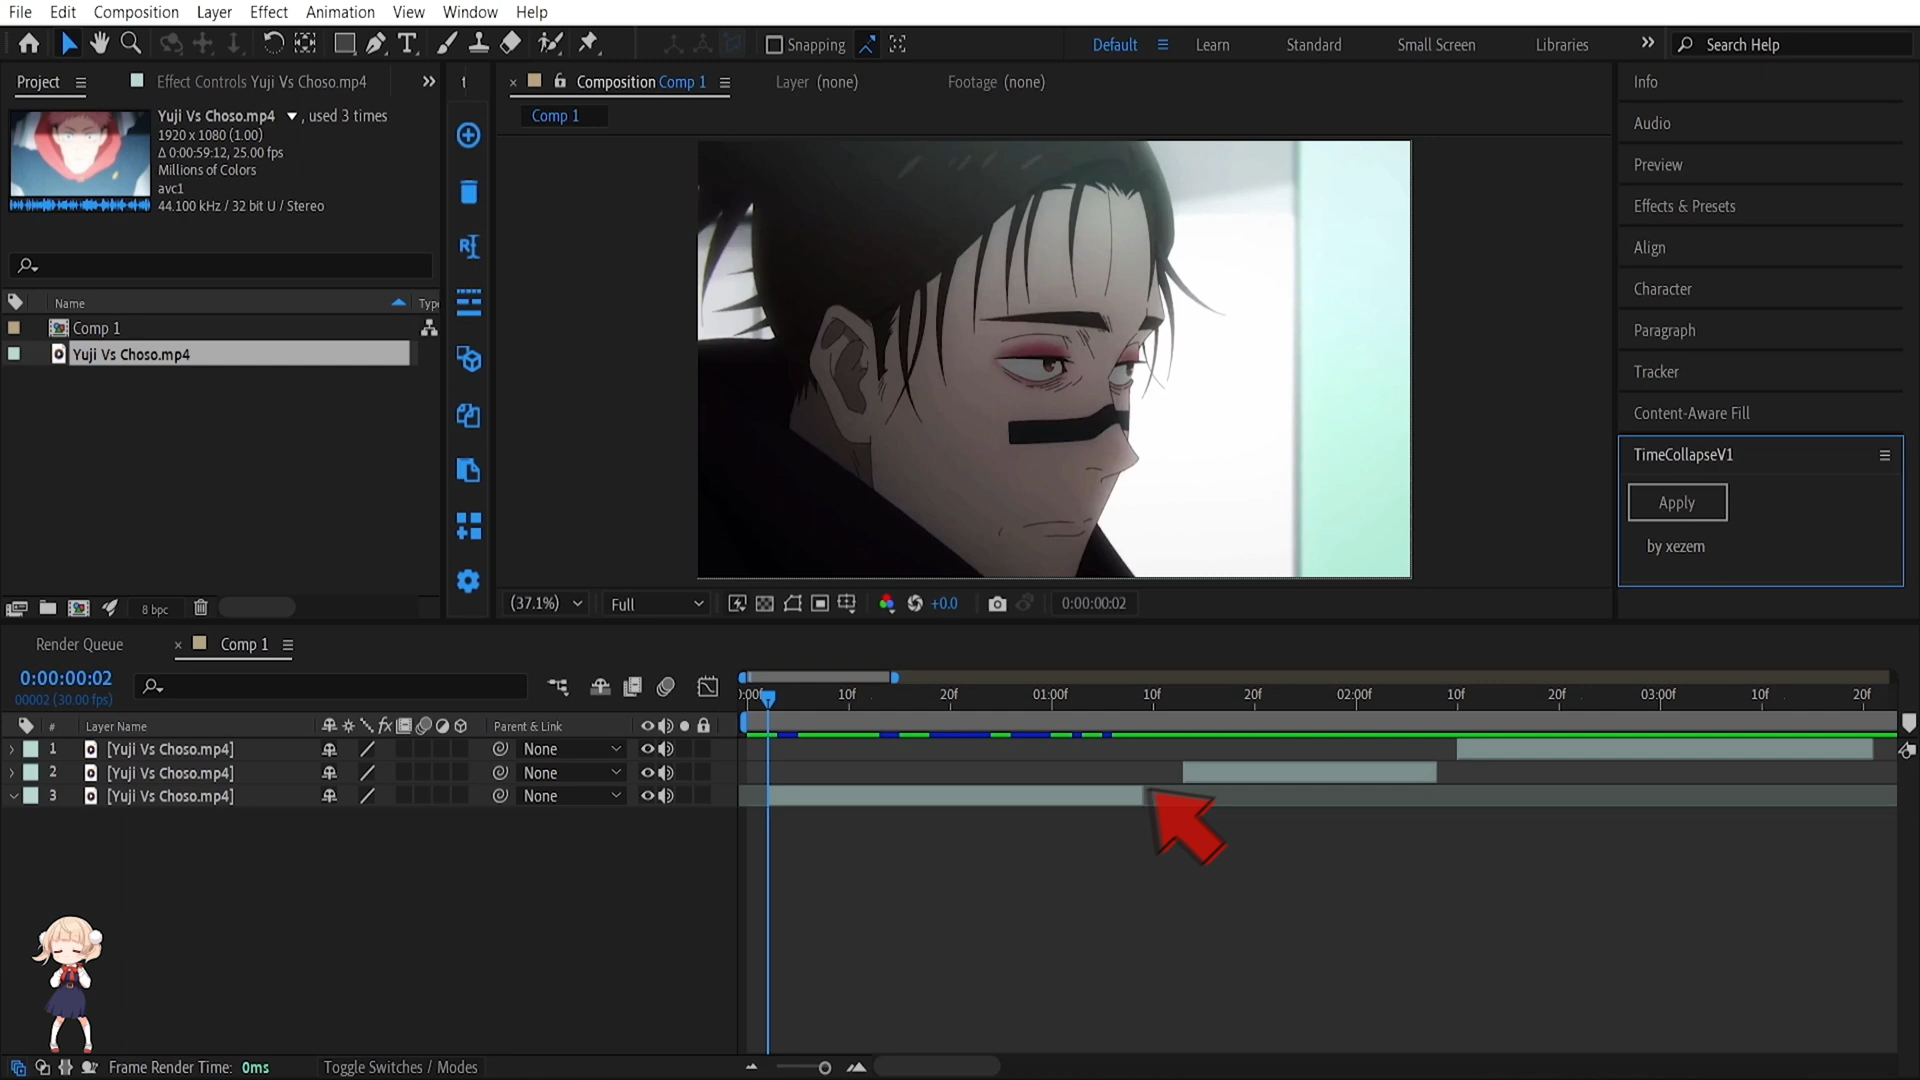 File Edit Composition Layer Effect Animation View Window Help
Snapping Default Learn Standard Small Screen Libraries Search Help
Project Effect Controls Yuji Vs Choso.mp4 t Composition Comp 1 Layer (none) Footage (none)
Comp 1
Yuji Vs Choso.mp4 , used 3 times
1920 x 1080 (1.00)
Δ 0:00:59:12, 25.00 fps
Millions of Colors
avc1
44.100 kHz / 32 bit U / Stereo
Name Type
Comp 1
Yuji Vs Choso.mp4
8 bpc
(37.1%) Full +0.0 0:00:00:02
Info
Audio
Preview
Effects & Presets
Align
Character
Paragraph
Tracker
Content-Aware Fill
TimeCollapseV1
Apply
by xezem
Render Queue Comp 1
0:00:00:02
00002 (30.00 fps)
):00f 10f 20f 01:00f 10f 20f 02:00f 10f 20f 03:00f 10f 20f
# Layer Name Parent & Link
1 [Yuji Vs Choso.mp4] None
2 [Yuji Vs Choso.mp4] None
3 [Yuji Vs Choso.mp4] None
Frame Render Time: 0ms Toggle Switches / Modes